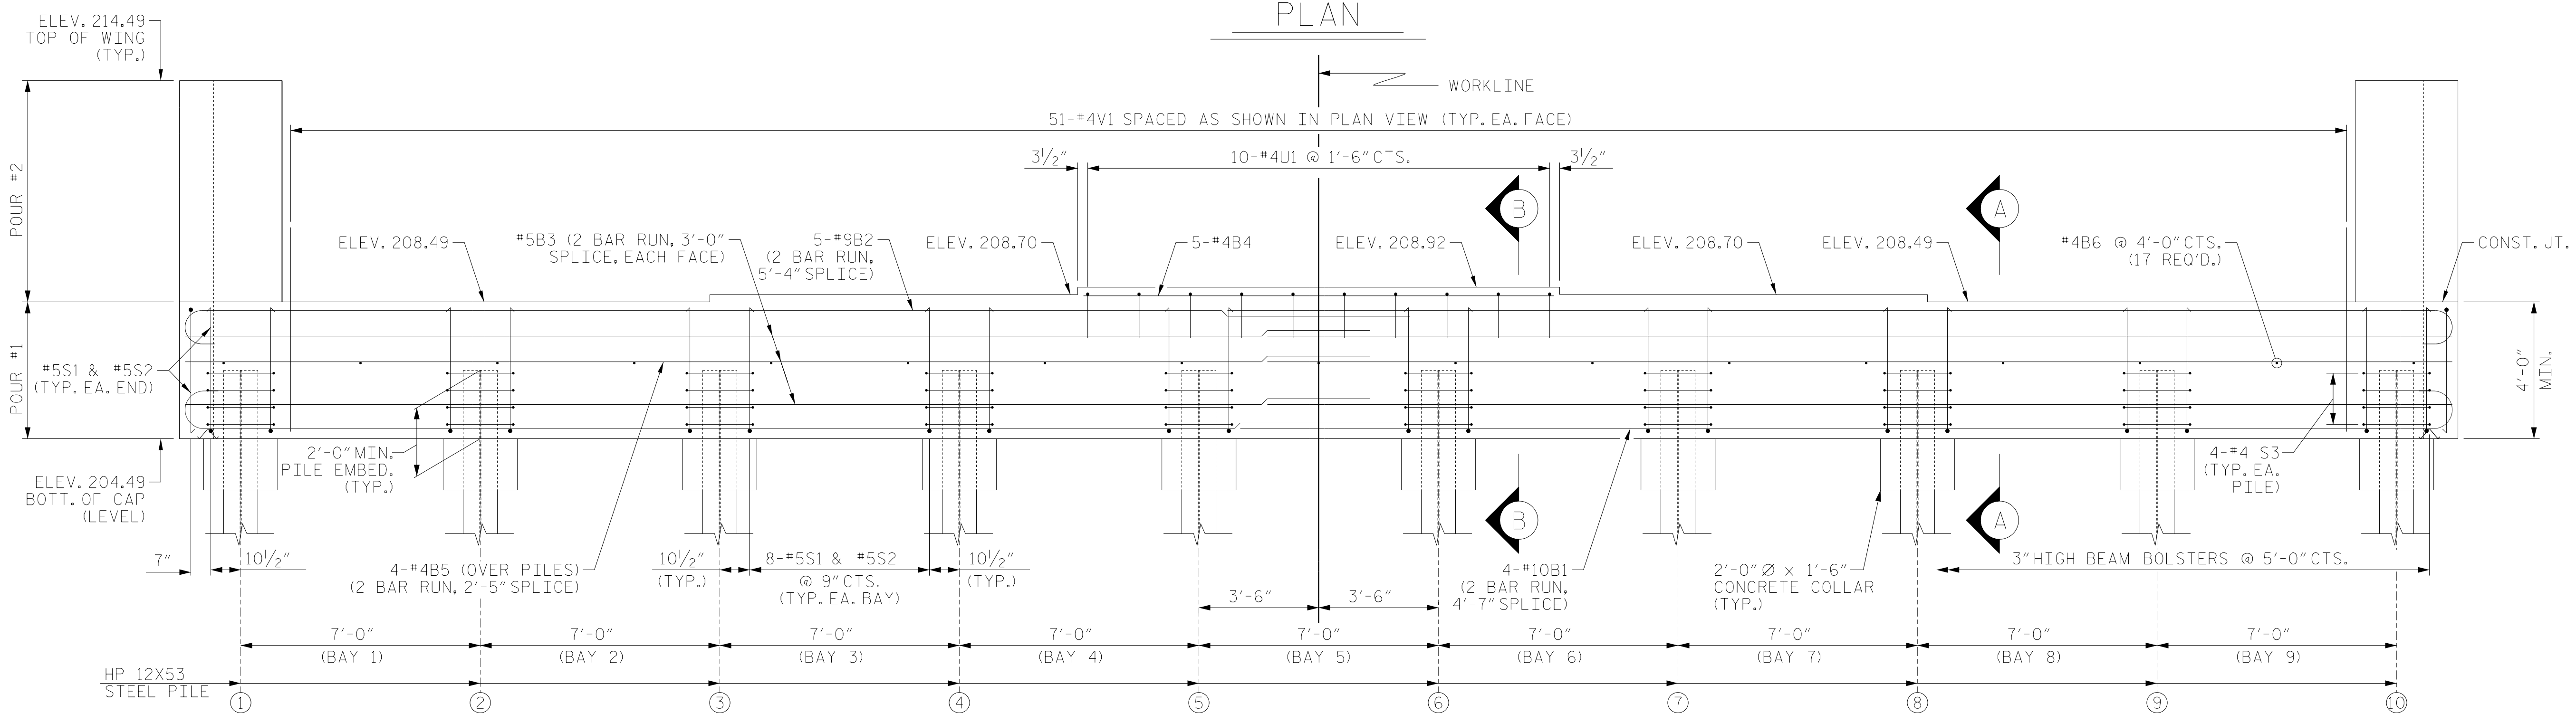 PLAN
ELEV. 214.49
TOP OF WING
(TYP.)
WORKLINE
51-#4V1 SPACED AS SHOWN IN PLAN VIEW (TYP. EA. FACE)
3½"
10-#4U1 @ 1'-6" CTS.
3½"
POUR #2
B
A
ELEV. 208.49
#5B3 (2 BAR RUN, 3'-0"
SPLICE, EACH FACE)
5-#9B2
(2 BAR RUN,
5'-4" SPLICE)
ELEV. 208.70
5-#4B4
ELEV. 208.92
ELEV. 208.70
ELEV. 208.49
#4B6 @ 4'-0" CTS.
(17 REQ'D.)
CONST. JT.
POUR #1
#5S1 & #5S2
(TYP. EA. END)
4'-0"
MIN.
2'-0" MIN.
PILE EMBED.
(TYP.)
4-#4 S3
(TYP. EA.
PILE)
ELEV. 204.49
BOTT. OF CAP
(LEVEL)
B
A
7"
10½"
4-#4B5 (OVER PILES)
(2 BAR RUN, 2'-5" SPLICE)
10½"
(TYP.)
8-#5S1 & #5S2
@ 9" CTS.
(TYP. EA. BAY)
10½"
(TYP.)
4-#10B1
(2 BAR RUN,
4'-7" SPLICE)
2'-0" Ø x 1'-6"
CONCRETE COLLAR
(TYP.)
3" HIGH BEAM BOLSTERS @ 5'-0" CTS.
3'-6"
3'-6"
7'-0"
(BAY 1)
7'-0"
(BAY 2)
7'-0"
(BAY 3)
7'-0"
(BAY 4)
7'-0"
(BAY 5)
7'-0"
(BAY 6)
7'-0"
(BAY 7)
7'-0"
(BAY 8)
7'-0"
(BAY 9)
HP 12X53
STEEL PILE
1
2
3
4
5
6
7
8
9
10